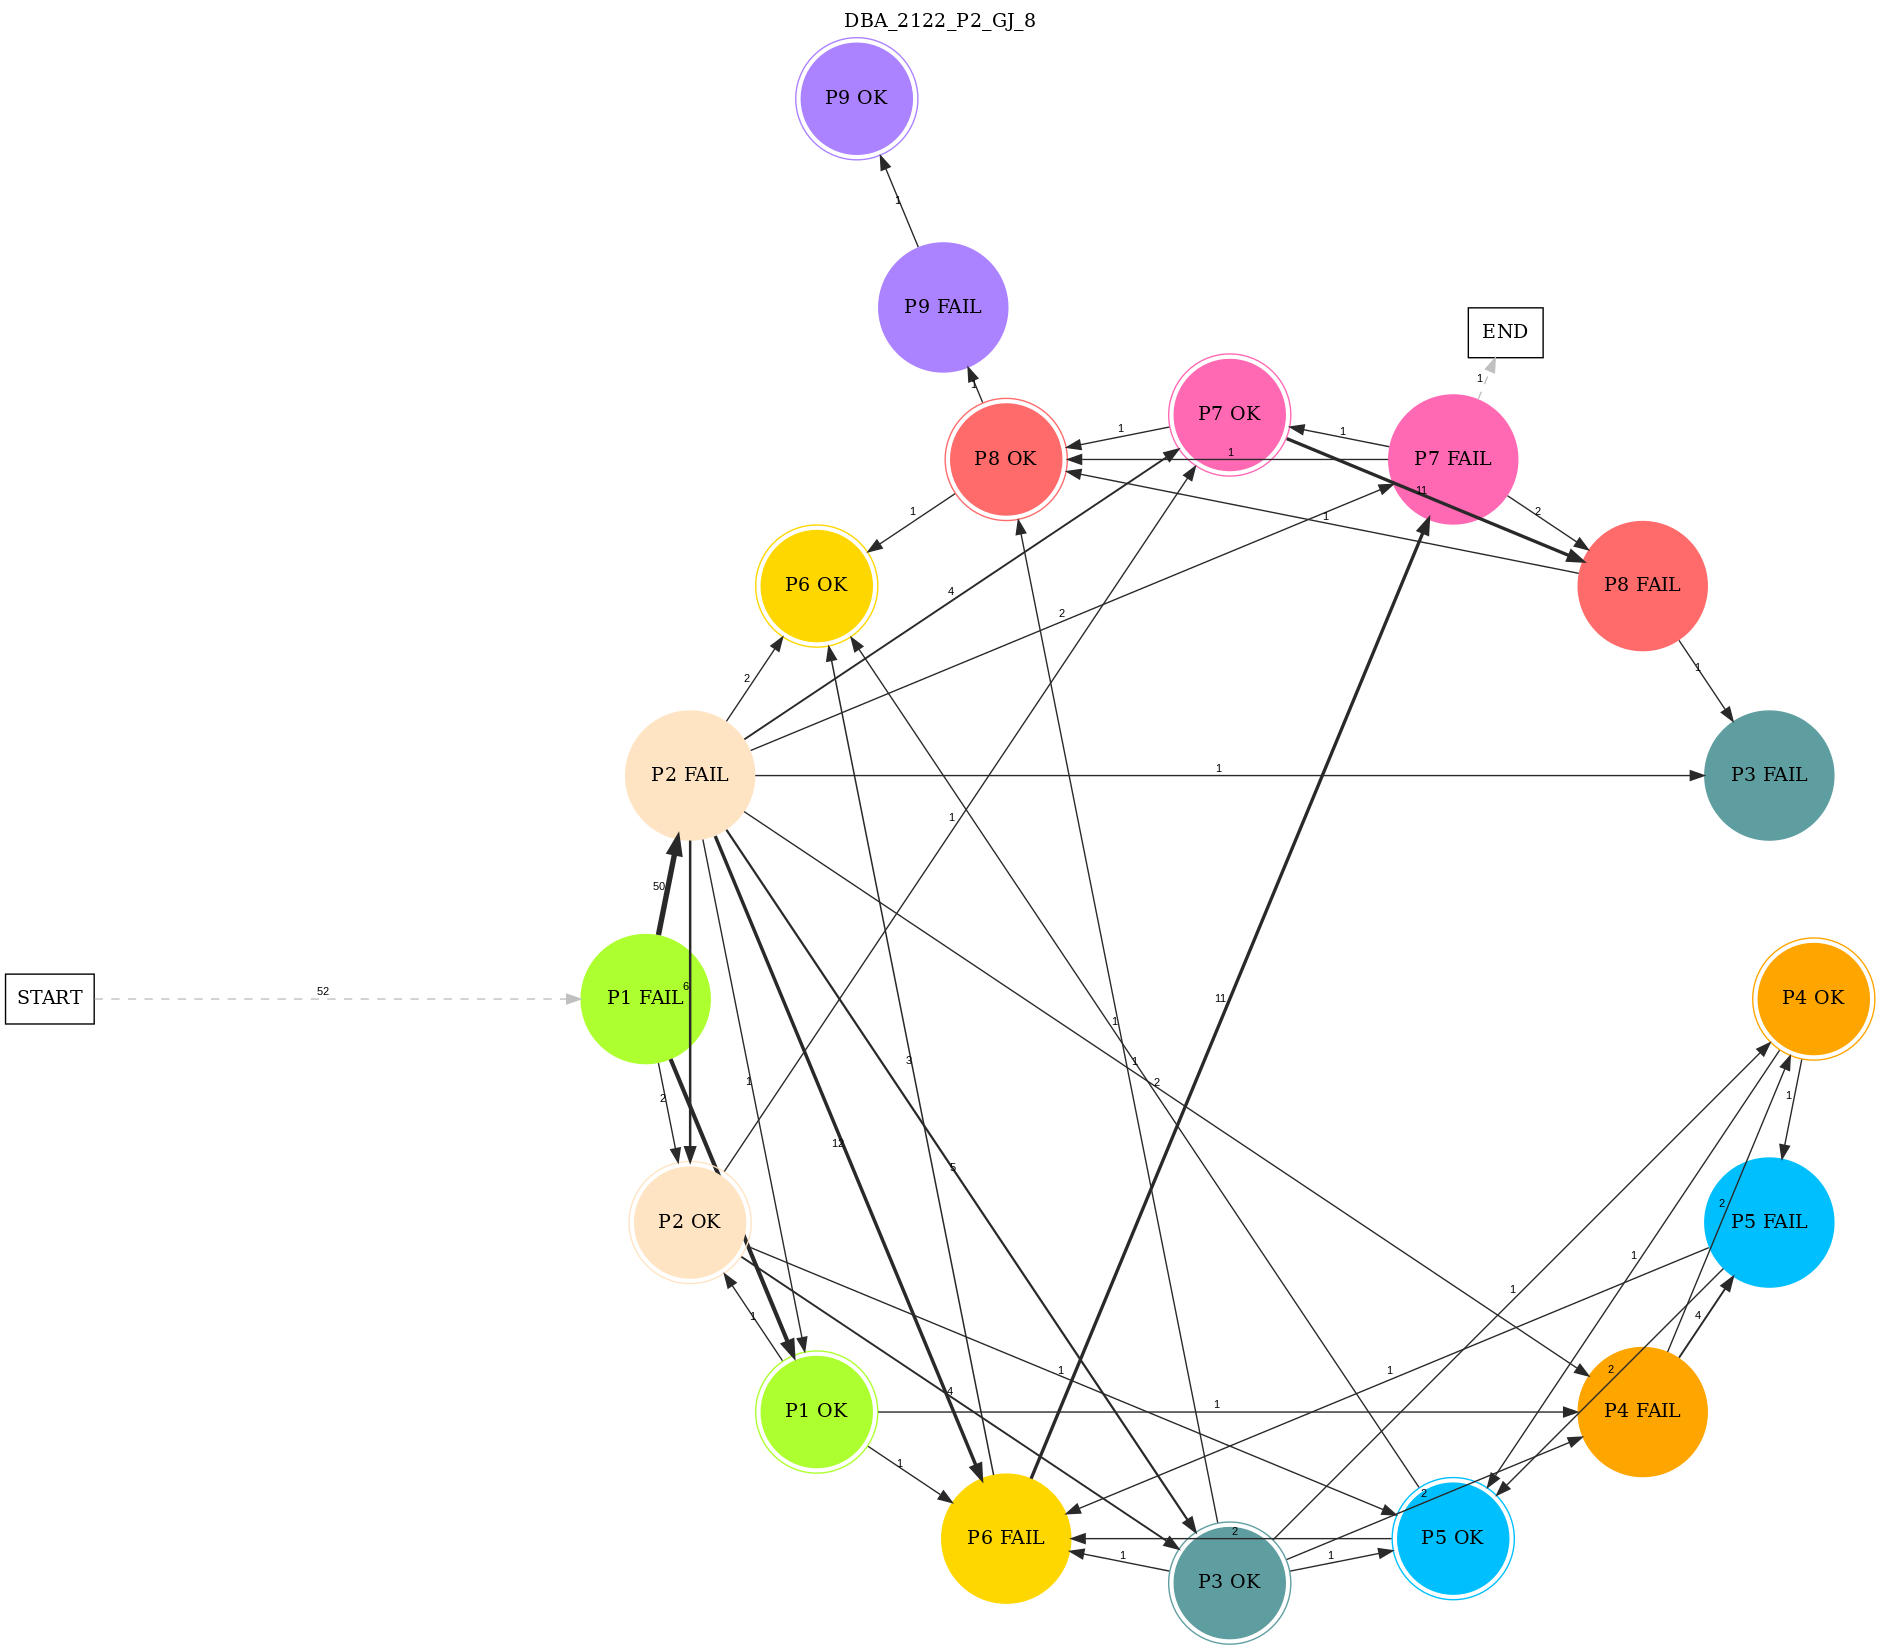 DBA_2122_P2_GJ_8
P9 OK
1
P9 FAIL
END
1
1
P7 OK
1
1
P7 FAIL
P8 OK
1
11
1
2
1
P6 OK
P8 FAIL
4
2
2
1
P2 FAIL
1
P3 FAIL
1
50
6
START
52
P1 FAIL
11
P4 OK
1
3
1
2
1
2
1
12
5
2
P2 OK
P5 FAIL
1
1
1
4
1
2
1
4
P1 OK
1
P4 FAIL
1
2
P6 FAIL
2
P5 OK
1
1
P3 OK